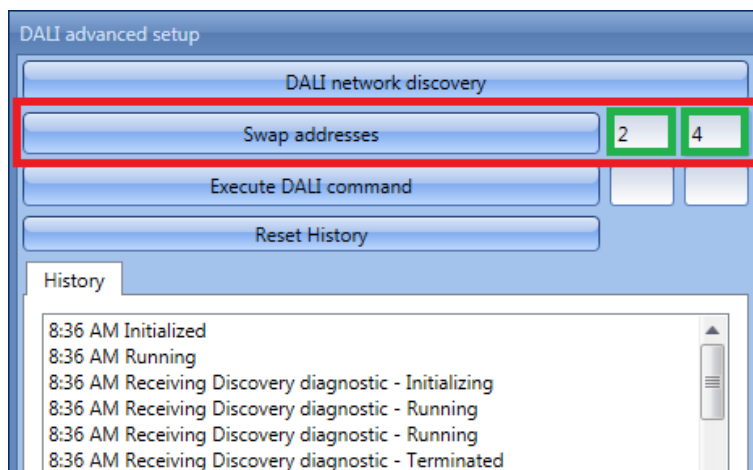 DALI advanced setup
DALI network discovery
Swap addresses 2 4
Execute DALI command
Reset History
History
8:36 AM Initialized
8:36 AM Running
8:36 AM Receiving Discovery diagnostic - Initializing
8:36 AM Receiving Discovery diagnostic - Running
8:36 AM Receiving Discovery diagnostic - Running
8:36 AM Receiving Discovery diagnostic - Terminated